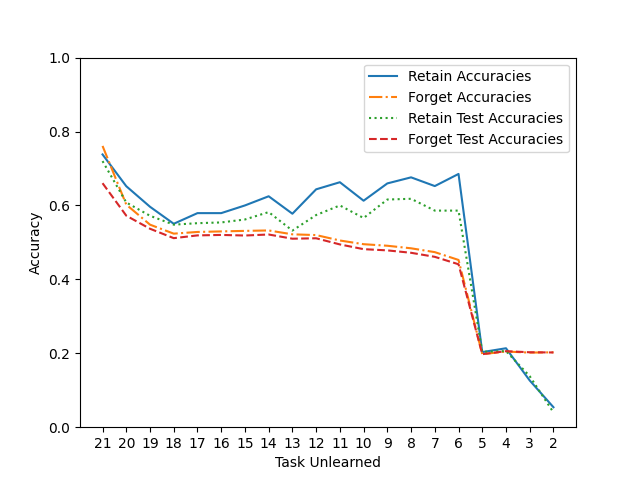 1.0
0.8
0.6
0.4
0.2
0.0
Accuracy
Retain Accuracies
Forget Accuracies
Retain Test Accuracies
Forget Test Accuracies
21 20 19 18 17 16 15 14 13 12 11 10 9 8 7 6 5 4 3 2
Task Unlearned